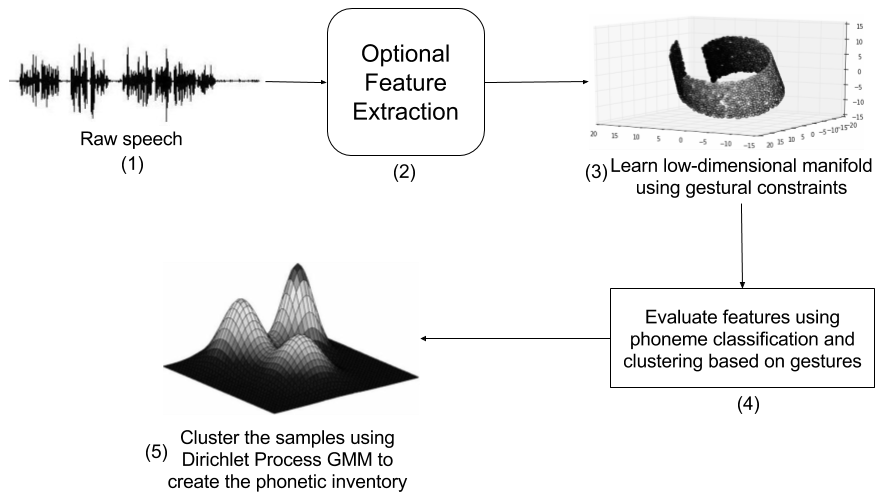 Raw speech
(1)
Optional
Feature
Extraction
(2)
15
10
5
0
−5
−10
−15
20
15
10
5
0
−5
−10
−15
20
15
10
5
0
−5
−10
−15
−20
(3) Learn low-dimensional manifold
using gestural constraints
Evaluate features using
phoneme classification and
clustering based on gestures
(4)
(5) Cluster the samples using
Dirichlet Process GMM to
create the phonetic inventory